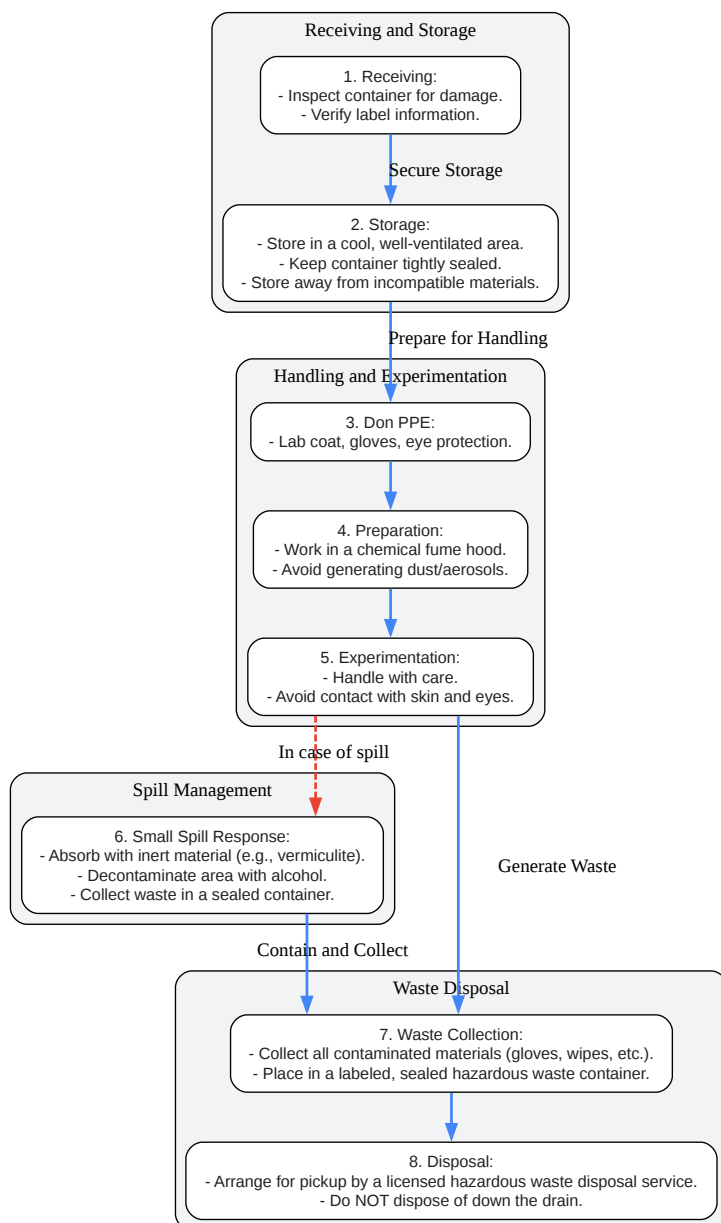 Receiving and Storage
1. Receiving:
- Inspect container for damage.
- Verify label information.
Secure Storage
2. Storage:
- Store in a cool, well-ventilated area.
- Keep container tightly sealed.
- Store away from incompatible materials.
Prepare for Handling
Handling and Experimentation
3. Don PPE:
- Lab coat, gloves, eye protection.
4. Preparation:
- Work in a chemical fume hood.
- Avoid generating dust/aerosols.
5. Experimentation:
- Handle with care.
- Avoid contact with skin and eyes.
In case of spill
Spill Management
6. Small Spill Response:
- Absorb with inert material (e.g., vermiculite).
- Decontaminate area with alcohol.
- Collect waste in a sealed container.
Generate Waste
Contain and Collect
Waste Disposal
7. Waste Collection:
- Collect all contaminated materials (gloves, wipes, etc.).
- Place in a labeled, sealed hazardous waste container.
8. Disposal:
- Arrange for pickup by a licensed hazardous waste disposal service.
- Do NOT dispose of down the drain.